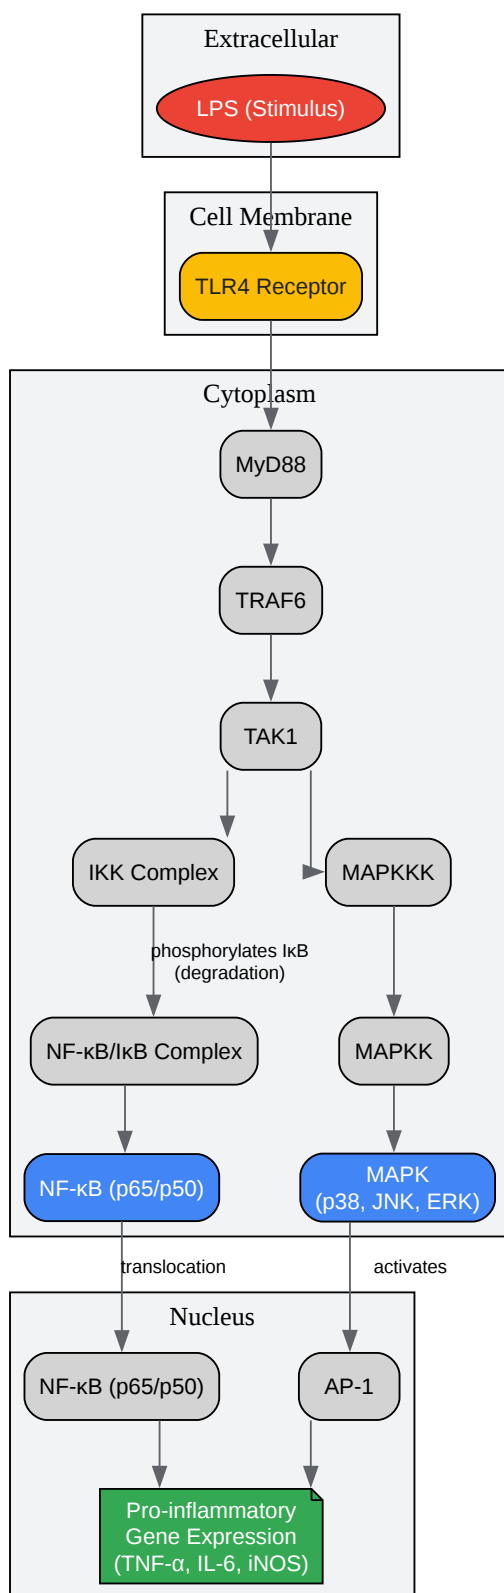 Extracellular
LPS (Stimulus)
Cell Membrane
TLR4 Receptor
Cytoplasm
MyD88
TRAF6
TAK1
IKK Complex
MAPKKK
phosphorylates IκB
(degradation)
NF-κB/IκB Complex
MAPKK
NF-κB (p65/p50)
MAPK
(p38, JNK, ERK)
translocation
activates
Nucleus
NF-κB (p65/p50)
AP-1
Pro-inflammatory
Gene Expression
(TNF-α, IL-6, iNOS)